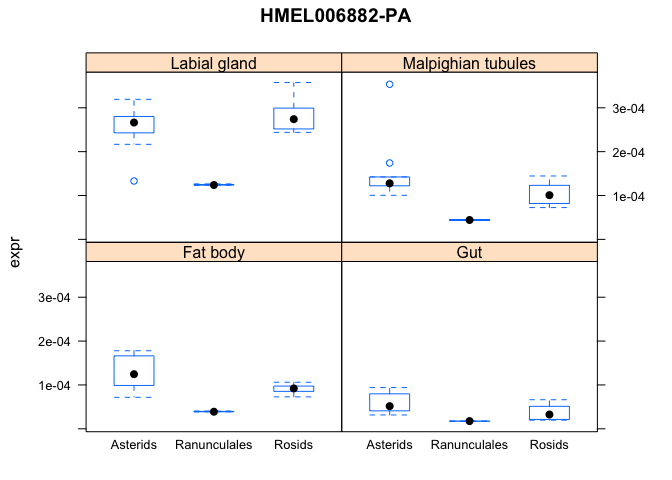 HMEL006882-PA
Labial gland
Malpighian tubules
3e-04
2e-04
1e-04
expr
Fat body
Gut
3e-04
2e-04
1e-04
Asterids Ranunculales Rosids
Asterids Ranunculales Rosids